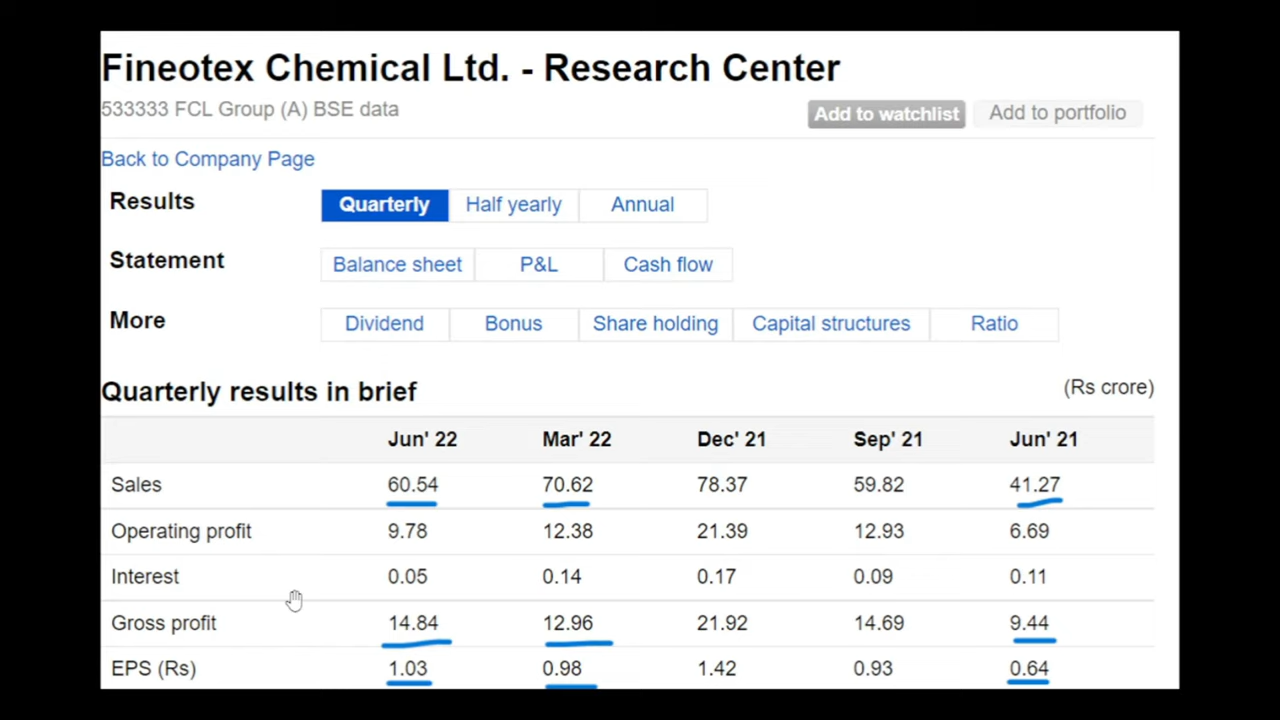 Fineotex Chemical Ltd. - Research Center
533333 FCL Group (A) BSE data
Add to watchlist Add to portfolio
Back to Company Page
Results Quarterly Half yearly Annual
Statement Balance sheet P&L Cash flow
More Dividend Bonus Share holding Capital structures Ratio
Quarterly results in brief (Rs crore)
Jun' 22 Mar' 22 Dec' 21 Sep' 21 Jun' 21
Sales 60.54 70.62 78.37 59.82 41.27
Operating profit 9.78 12.38 21.39 12.93 6.69
Interest 0.05 0.14 0.17 0.09 0.11
Gross profit 14.84 12.96 21.92 14.69 9.44
EPS (Rs) 1.03 0.98 1.42 0.93 0.64